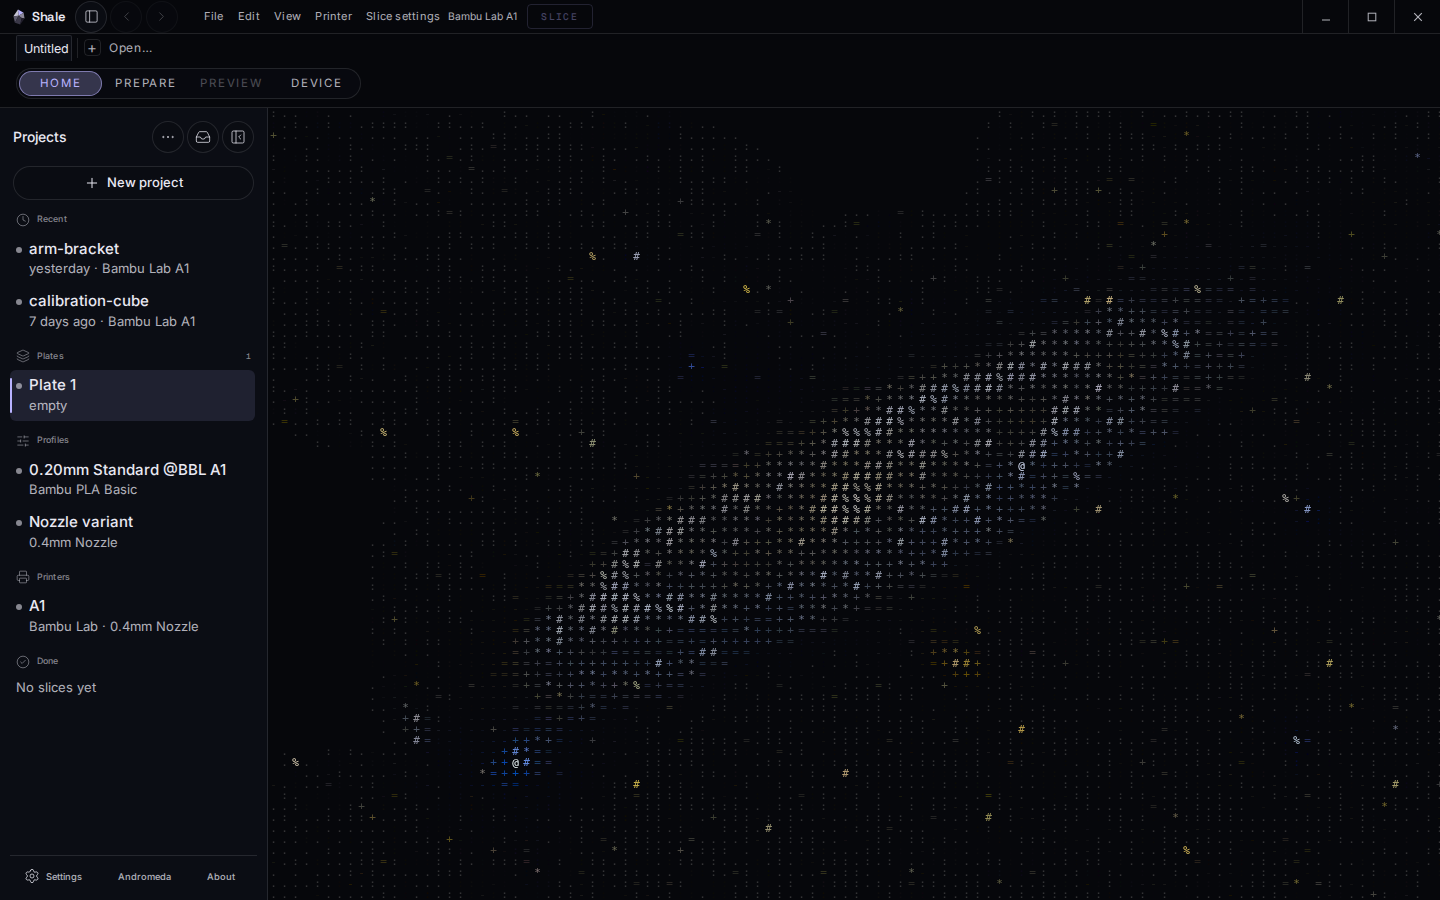 Shale
File Edit View Printer Slice settings Bambu Lab A1 SLICE
Untitled + Open...
HOME PREPARE PREVIEW DEVICE
Projects
+ New project
Recent
arm-bracket
yesterday · Bambu Lab A1
calibration-cube
7 days ago · Bambu Lab A1
Plates 1
Plate 1
empty
Profiles
0.20mm Standard @BBL A1
Bambu PLA Basic
Nozzle variant
0.4mm Nozzle
Printers
A1
Bambu Lab · 0.4mm Nozzle
Done
No slices yet
Settings Andromeda About